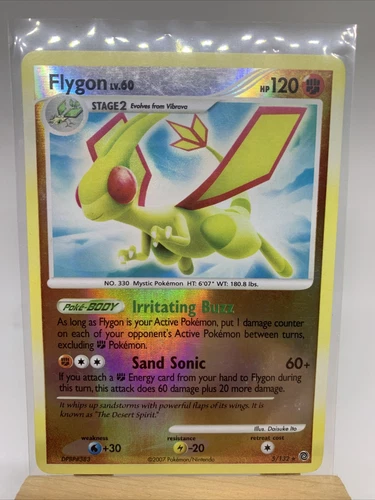 Flygon LV.60 HP 120
STAGE2 Evolves from Vibrava
NO. 330 Mystic Pokémon HT: 6'07" WT: 180.8 lbs.
Poké-BODY Irritating Buzz
As long as Flygon is your Active Pokémon, put 1 damage counter
on each of your opponent's Active Pokémon between turns,
excluding Pokémon.
Sand Sonic 60+
If you attach a Energy card from your hand to Flygon during
this turn, this attack does 60 damage plus 20 more damage.
It whips up sandstorms with powerful flaps of its wings. It is
known as "The Desert Spirit."
Illus. Daisuke Ito
weakness resistance retreat cost
+30 -20
©2007 Pokémon/Nintendo 5/132